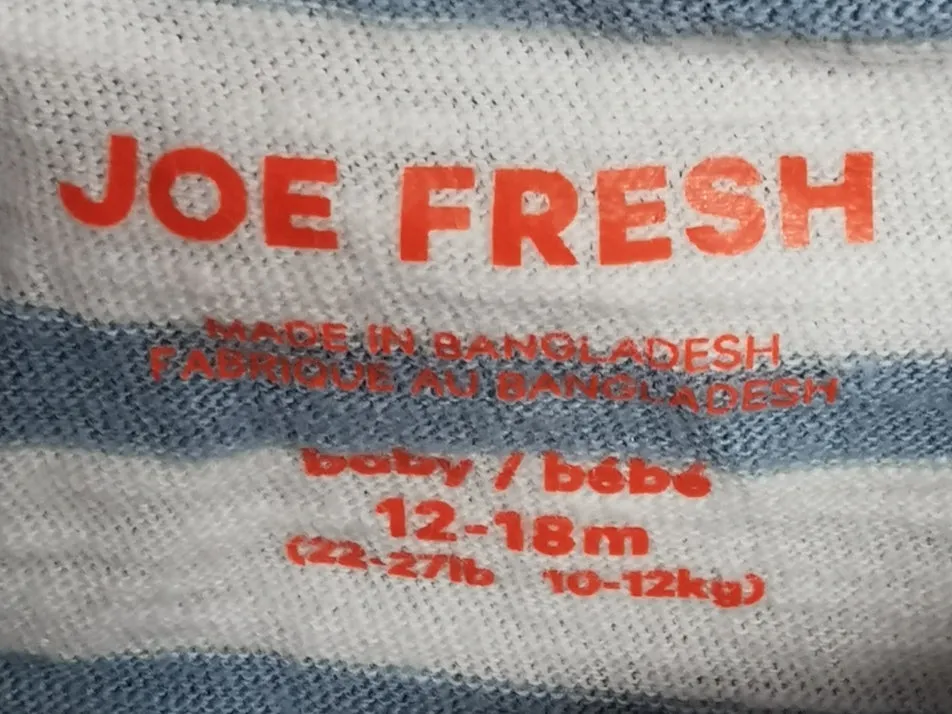 JOE FRESH
MADE IN BANGLADESH
FABRIQUE AU BANGLADESH
baby / bébé
12-18m
(22-27lb 10-12kg)